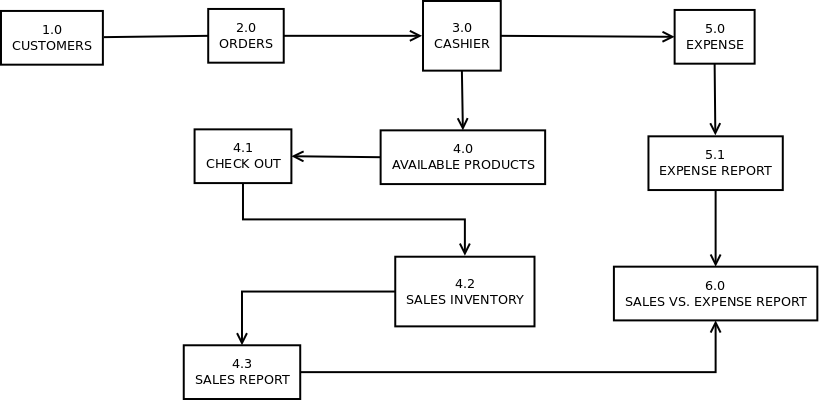 1.0
CUSTOMERS
2.0
ORDERS
3.0
CASHIER
5.0
EXPENSE
4.1
CHECK OUT
4.0
AVAILABLE PRODUCTS
5.1
EXPENSE REPORT
4.2
SALES INVENTORY
6.0
SALES VS. EXPENSE REPORT
4.3
SALES REPORT